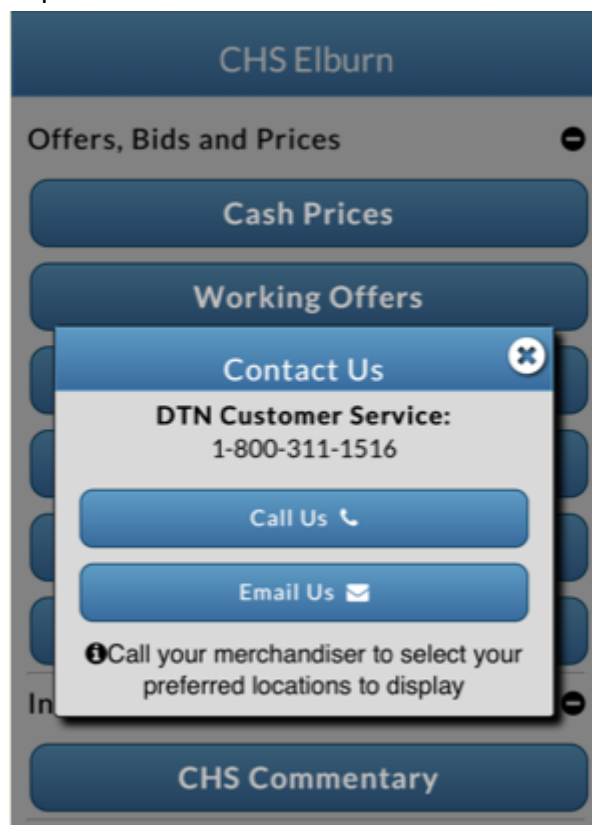 CHS Elburn
Offers, Bids and Prices
Cash Prices
Working Offers
Contact Us
DTN Customer Service:
1-800-311-1516
Call Us
Email Us
Call your merchandiser to select your
preferred locations to display
In
CHS Commentary